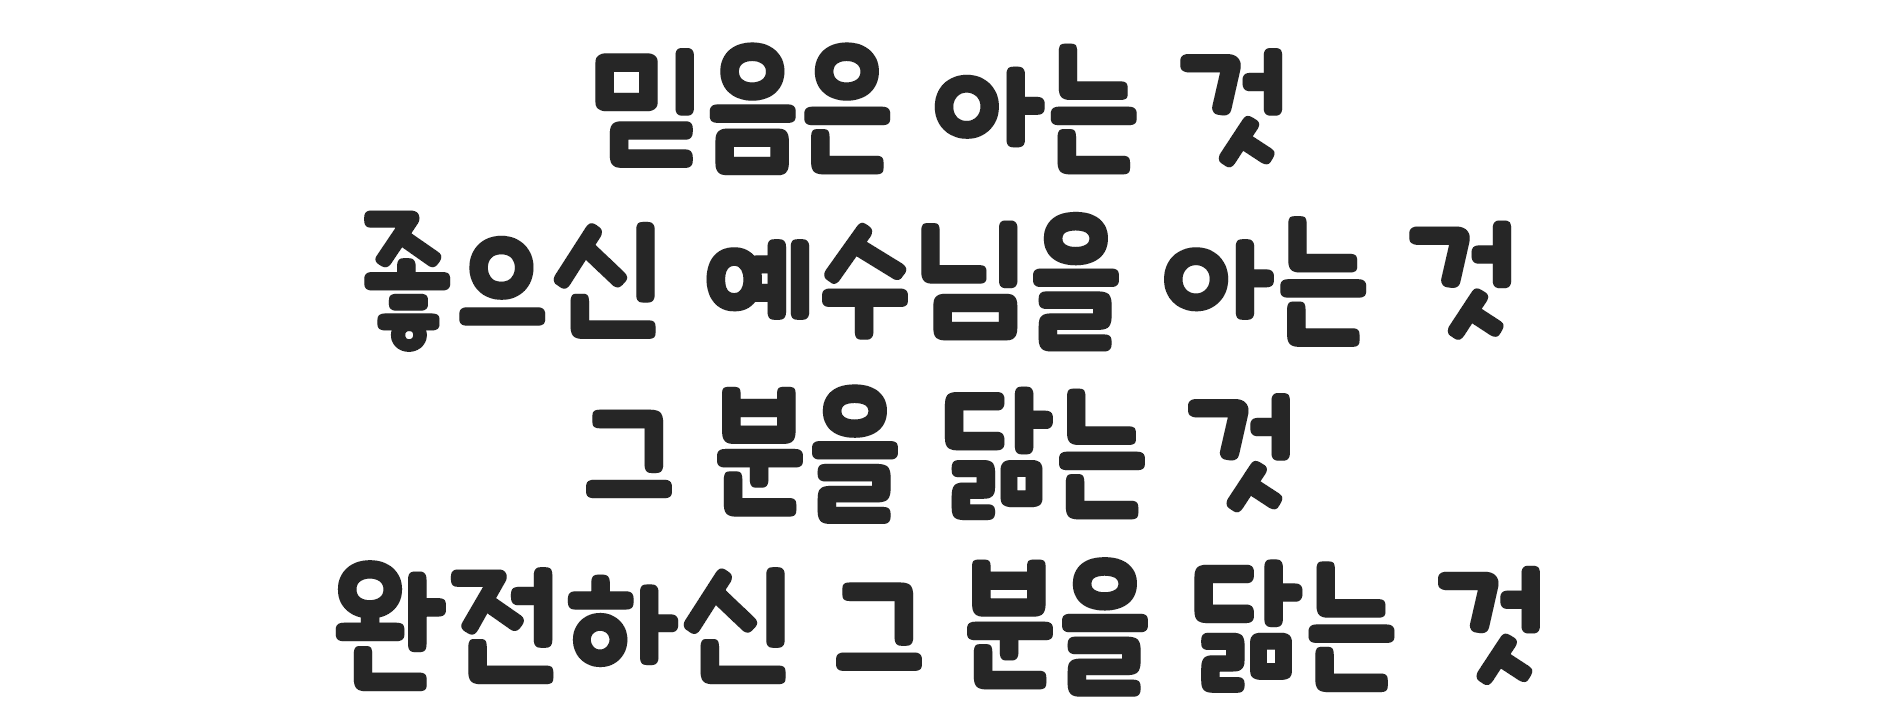 믿음은 아는 것
좋으신 예수님을 아는 것
그 분을 닮는 것
완전하신 그 분을 닮는 것